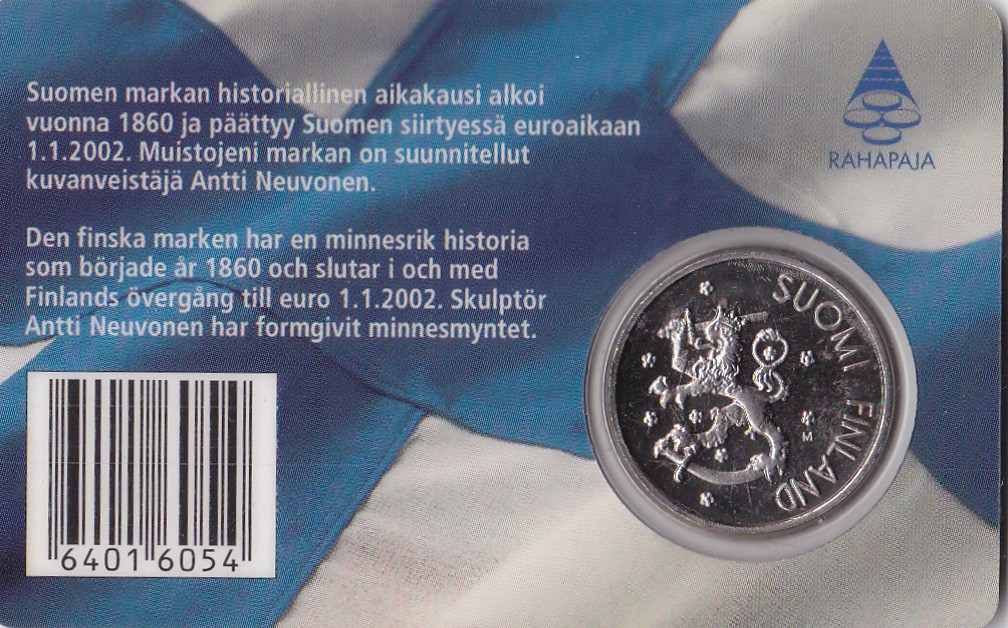 Suomen markan historiallinen aikakausi alkoi
vuonna 1860 ja päättyy Suomen siirtyessä euroaikaan
1.1.2002. Muistojeni markan on suunnitellut
kuvanveistäjä Antti Neuvonen.
Den finska marken har en minnesrik historia
som började år 1860 och slutar i och med
Finlands övergång till euro 1.1.2002. Skulptör
Antti Neuvonen har formgivit minnesmyntet.
RAHAPAJA
SUOMI FINLAND
M
64016054